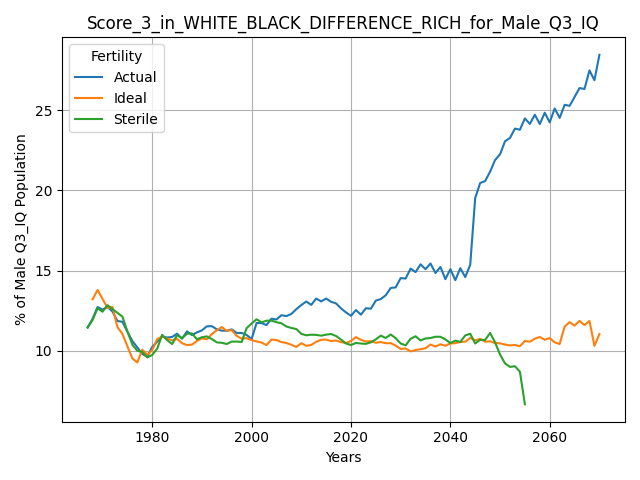 Score_3_in_WHITE_BLACK_DIFFERENCE_RICH_for_Male_Q3_IQ
Fertility
Actual
Ideal
Sterile
% of Male Q3_IQ Population
25
20
15
10
1980
2000
2020
2040
2060
Years